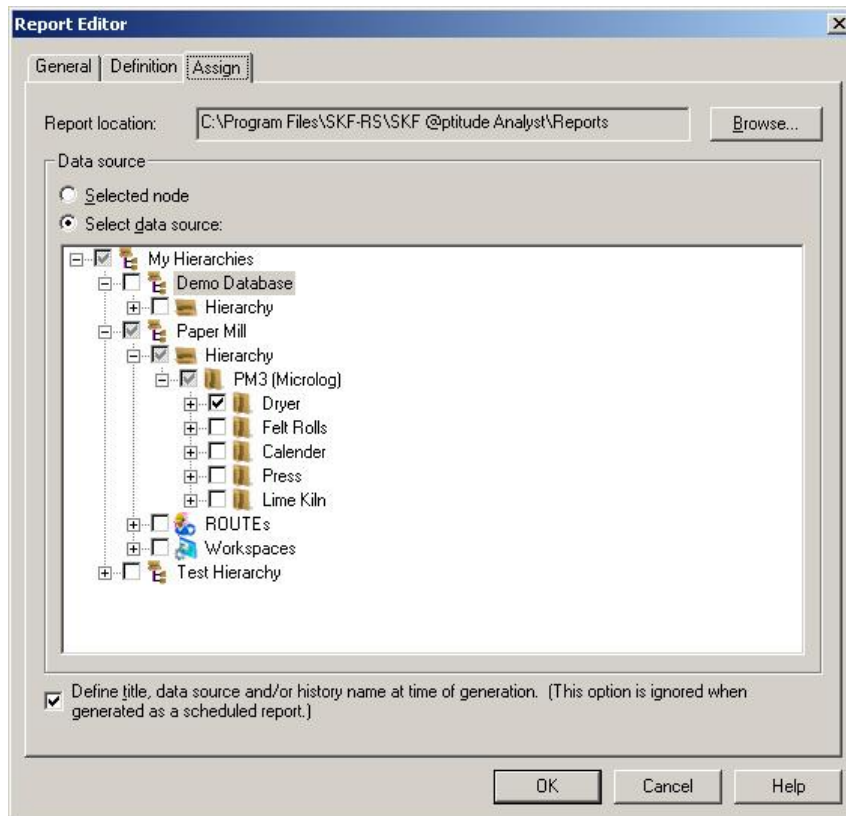 Report Editor
General Definition Assign
Report location: C:\Program Files\SKF-RS\SKF @ptitude Analyst\Reports Browse...
Data source
Selected node
Select data source:
My Hierarchies
Demo Database
Hierarchy
Paper Mill
Hierarchy
PM3 (Microlog)
Dryer
Felt Rolls
Calender
Press
Lime Kiln
ROUTEs
Workspaces
Test Hierarchy
Define title, data source and/or history name at time of generation. (This option is ignored when
generated as a scheduled report.)
OK Cancel Help